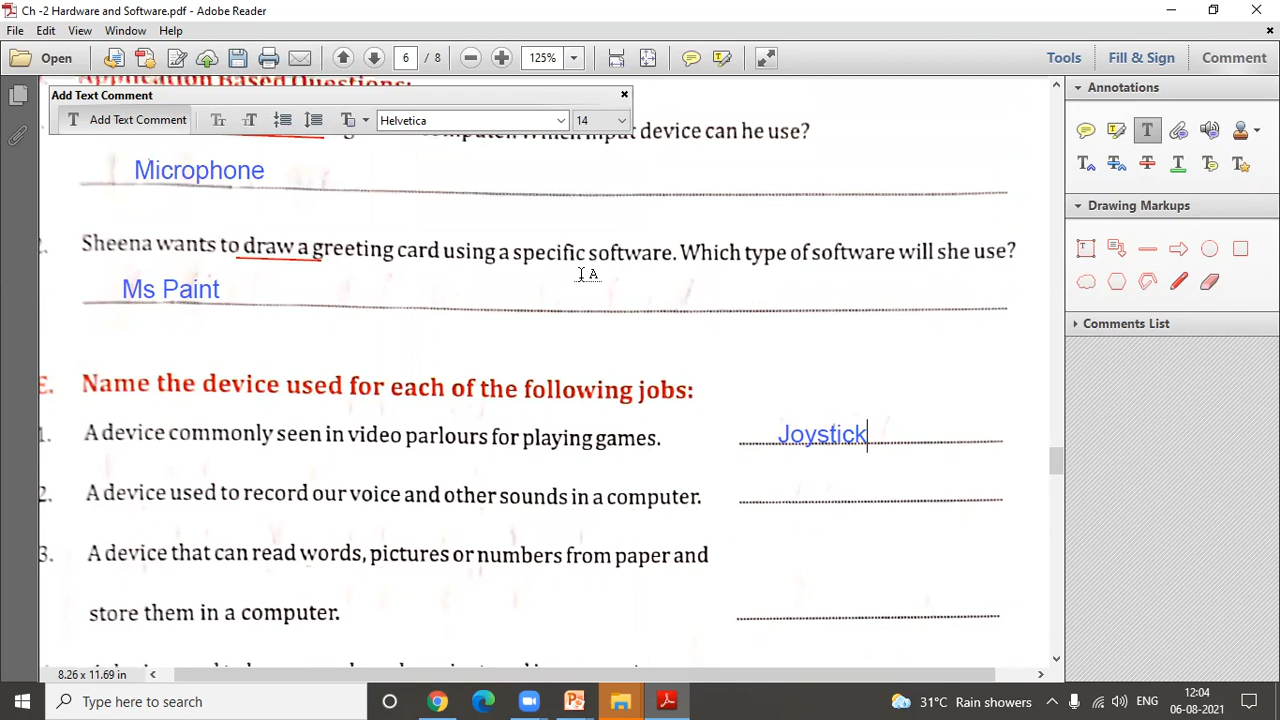 Ch -2 Hardware and Software.pdf - Adobe Reader
File Edit View Window Help
Open 6 / 8 125% Tools Fill & Sign Comment
Application Based Questions:
Add Text Comment
Add Text Comment Helvetica 14
Which input device can he use?
Microphone
Sheena wants to draw a greeting card using a specific software. Which type of software will she use?
Ms Paint
E. Name the device used for each of the following jobs:
1. A device commonly seen in video parlours for playing games. Joystick
2. A device used to record our voice and other sounds in a computer.
3. A device that can read words, pictures or numbers from paper and
store them in a computer.
Annotations
Drawing Markups
Comments List
8.26 x 11.69 in
Type here to search
31°C Rain showers ENG 12:04
06-08-2021